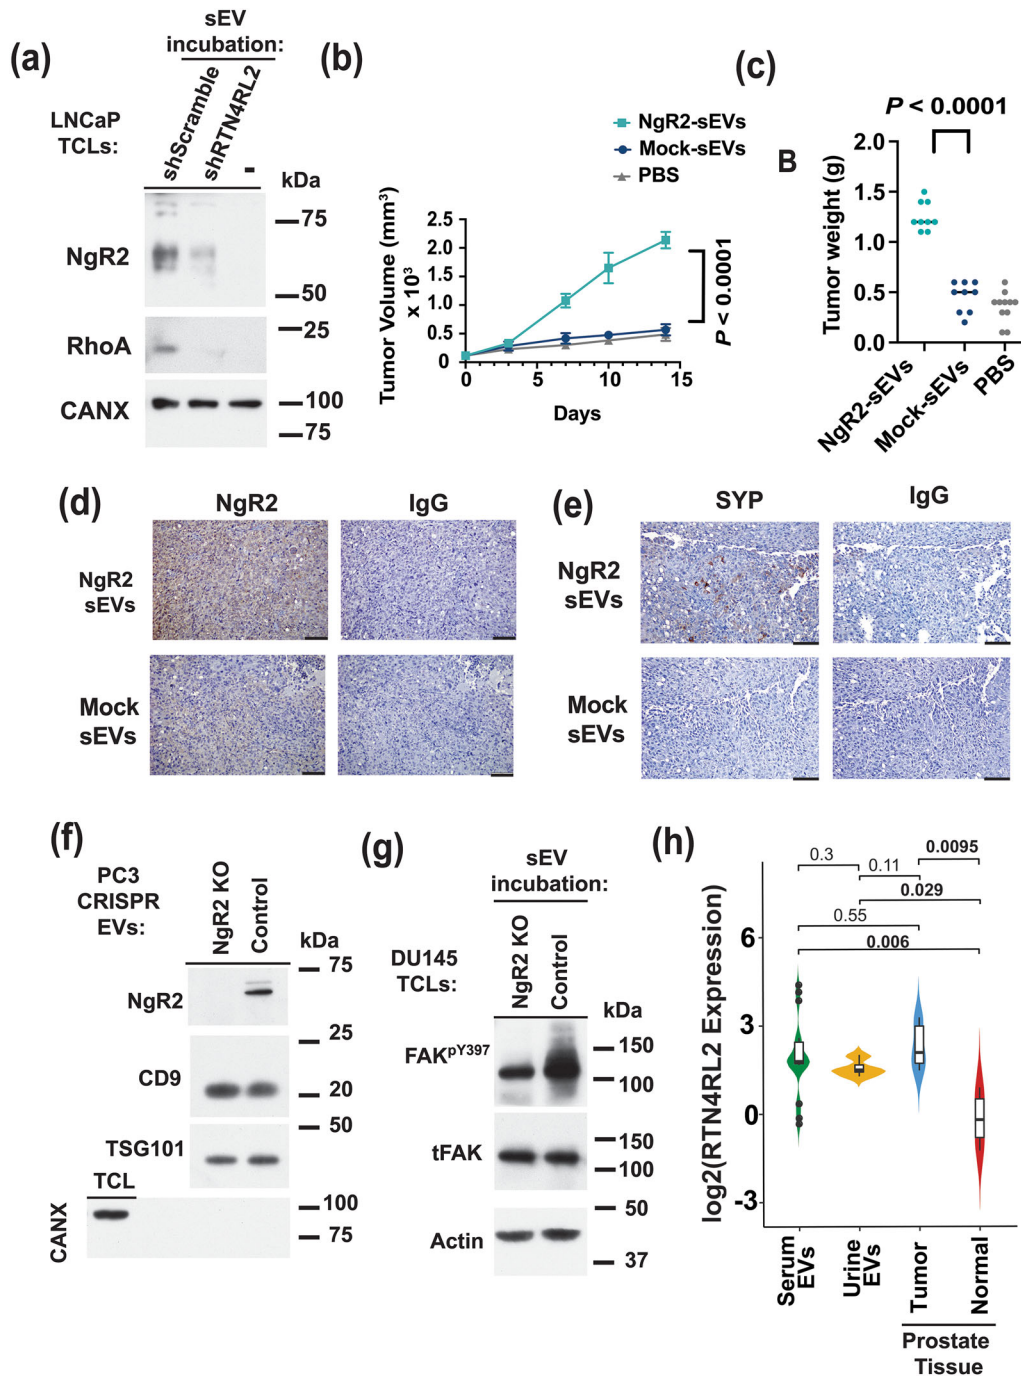 (a)
sEV
incubation:
LNCaP
TCLs:
shScramble
shRTN4RL2
-
kDa
NgR2
75
50
RhoA
25
CANX
100
75
(b)
NgR2-sEVs
Mock-sEVs
PBS
Tumor Volume (mm³)
x 10³
2.5
2.0
1.5
1.0
0.5
0
0
5
10
15
Days
P < 0.0001
(c)
P < 0.0001
B
Tumor weight (g)
2.0
1.5
1.0
0.5
0.0
NgR2-sEVs
Mock-sEVs
PBS
(d)
NgR2
IgG
NgR2
sEVs
Mock
sEVs
(e)
SYP
IgG
NgR2
sEVs
Mock
sEVs
(f)
PC3
CRISPR
EVs:
NgR2 KO
Control
kDa
NgR2
75
CD9
25
20
TSG101
50
TCL
CANX
100
75
(g)
sEV
incubation:
DU145
TCLs:
NgR2 KO
Control
kDa
FAKpY397
150
100
tFAK
150
100
Actin
50
37
(h)
0.3
0.11
0.0095
0.029
0.55
0.006
log2(RTN4RL2 Expression)
6
3
0
-3
Serum
EVs
Urine
EVs
Tumor
Normal
Prostate
Tissue